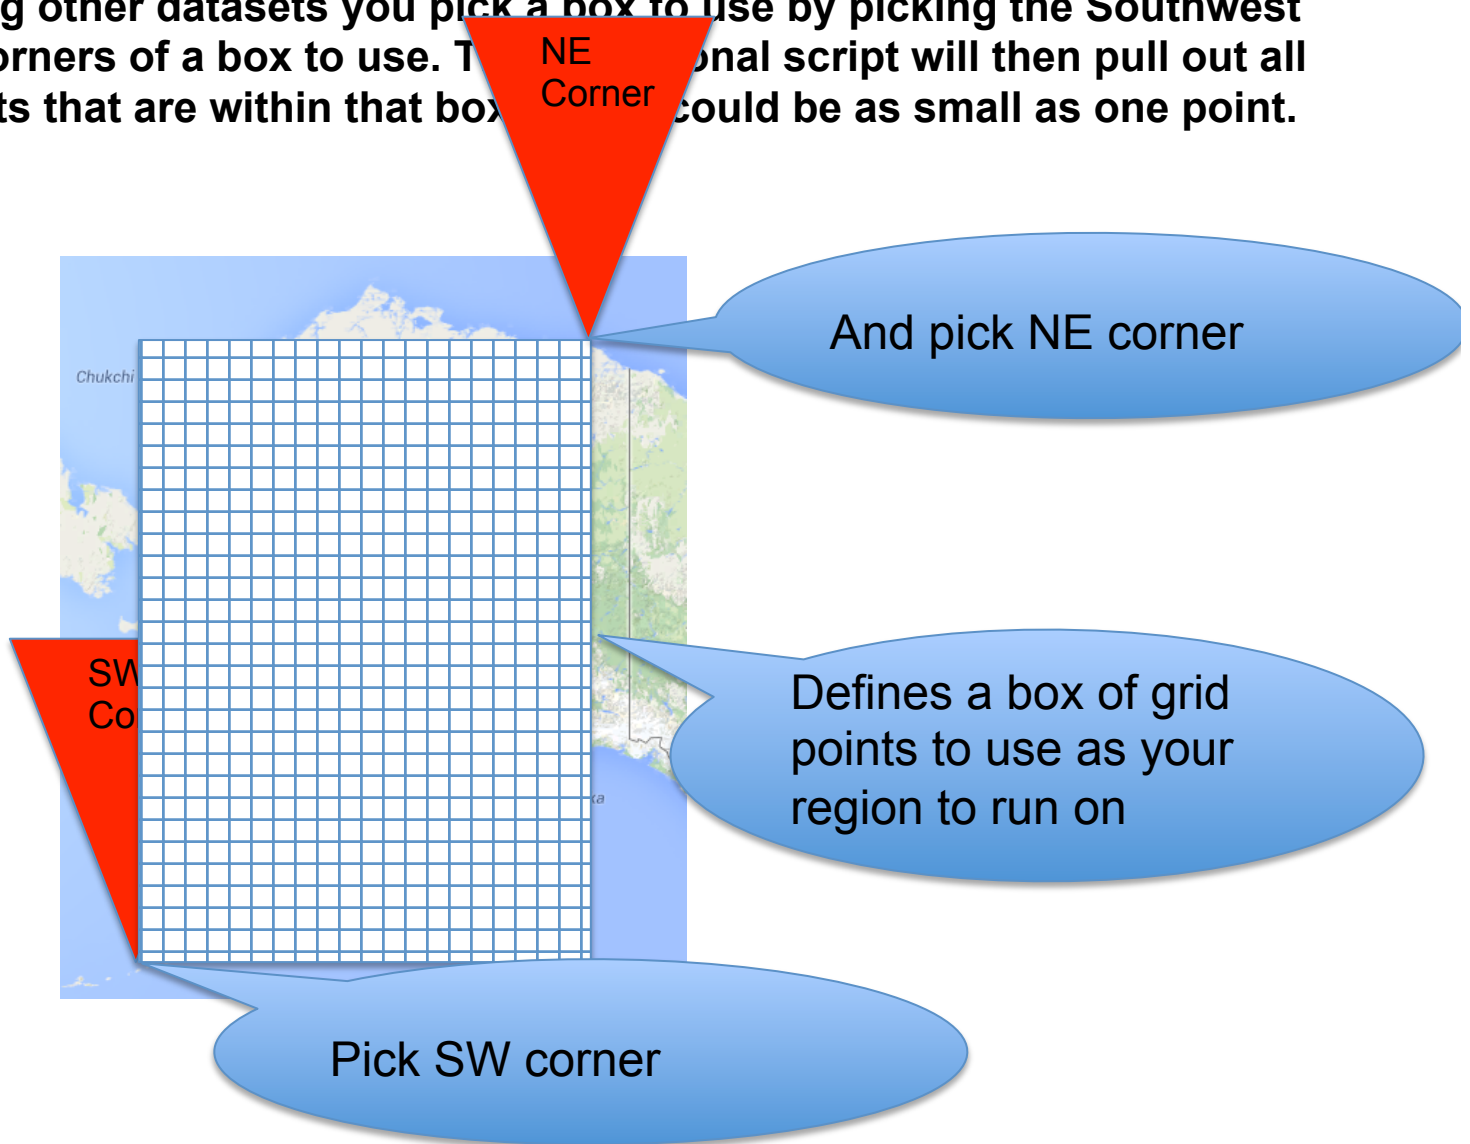 g other datasets you pick a box to use by picking the Southwest
orners of a box to use. T onal script will then pull out all
ts that are within that box could be as small as one point.
NE
Corner
And pick NE corner
Chukchi
SW
Co
Defines a box of grid
points to use as your
region to run on
ka
Pick SW corner